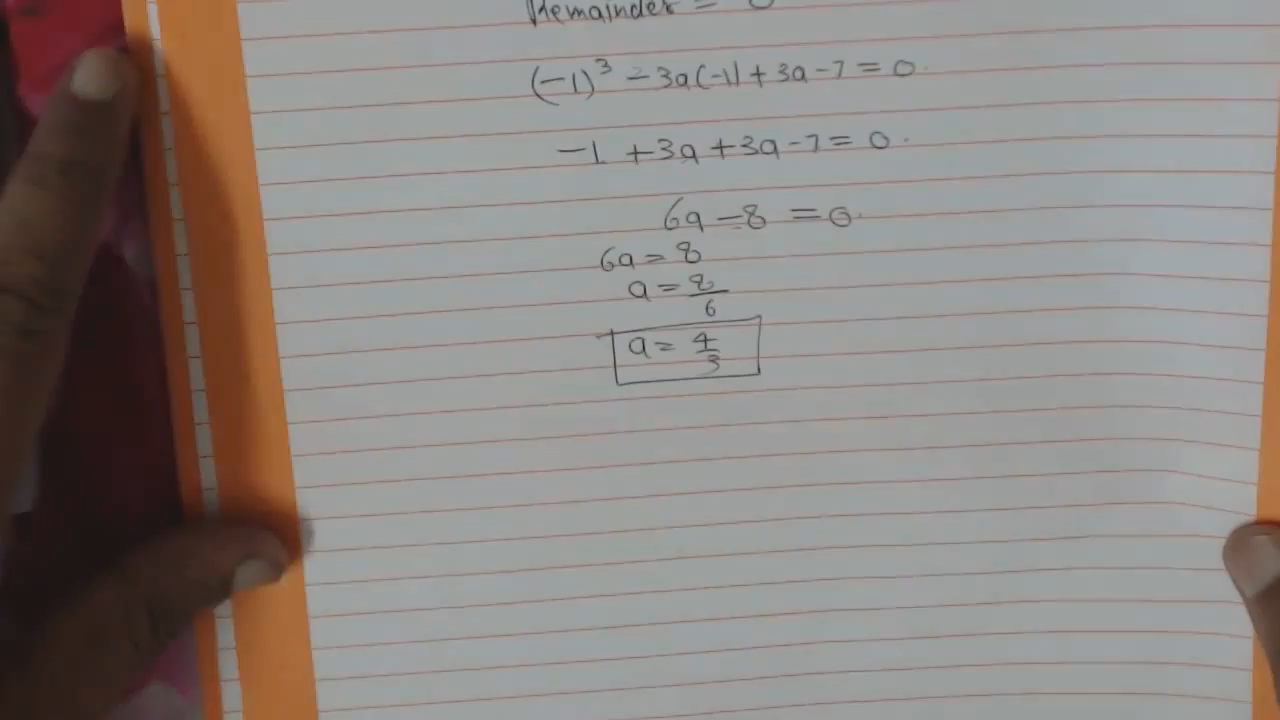 Remainder = 0
(-1)³ - 3a(-1) + 3a - 7 = 0.
-1 + 3a + 3a - 7 = 0.
6a - 8 = 0.
6a = 8
a = 8/6
a = 4/3